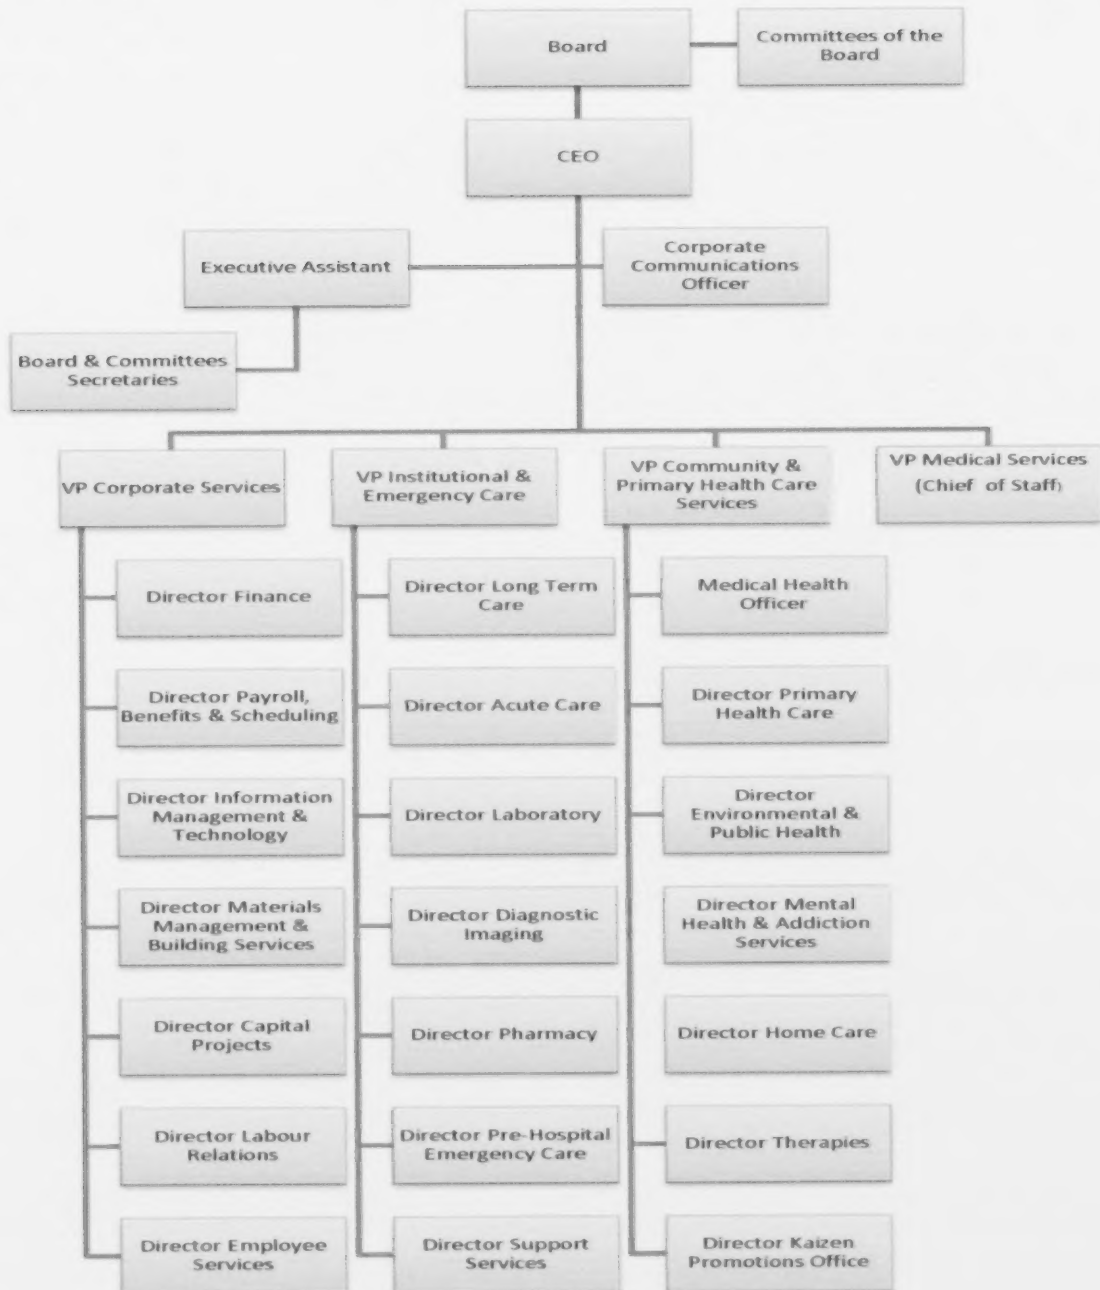 Board
Committees of the
Board
CEO
Executive Assistant
Corporate
Communications
Officer
Board & Committees
Secretaries
VP Corporate Services
VP Institutional &
Emergency Care
VP Community &
Primary Health Care
Services
VP Medical Services
(Chief of Staff)
Director Finance
Director Payroll,
Benefits & Scheduling
Director Information
Management &
Technology
Director Materials
Management &
Building Services
Director Capital
Projects
Director Labour
Relations
Director Employee
Services
Director Long Term
Care
Director Acute Care
Director Laboratory
Director Diagnostic
Imaging
Director Pharmacy
Director Pre-Hospital
Emergency Care
Director Support
Services
Medical Health
Officer
Director Primary
Health Care
Director
Environmental &
Public Health
Director Mental
Health & Addiction
Services
Director Home Care
Director Therapies
Director Kaizen
Promotions Office